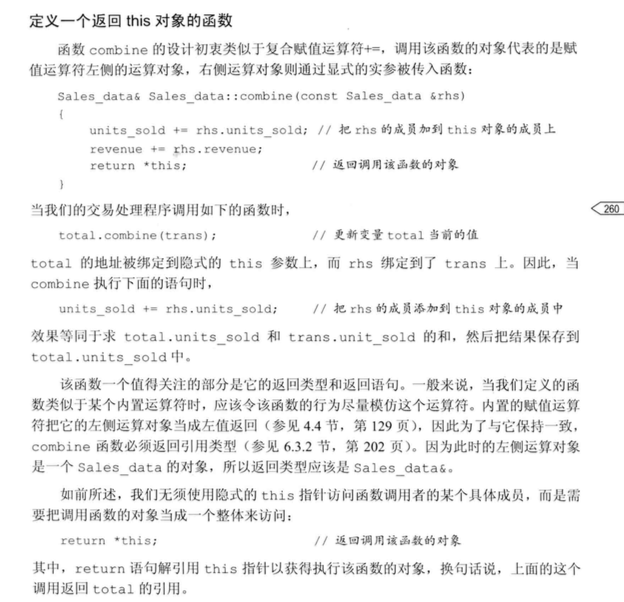 定义一个返回 this 对象的函数
函数 combine 的设计初衷类似于复合赋值运算符+=，调用该函数的对象代表的是赋
值运算符左侧的运算对象，右侧运算对象则通过显式的实参被传入函数：
Sales_data& Sales_data::combine(const Sales_data &rhs)
{
units_sold += rhs.units_sold; // 把 rhs 的成员加到 this 对象的成员上
revenue += rhs.revenue;
return *this; // 返回调用该函数的对象
}
当我们的交易处理程序调用如下的函数时，
260
total.combine(trans); // 更新变量 total 当前的值
total 的地址被绑定到隐式的 this 参数上，而 rhs 绑定到了 trans 上。因此，当
combine 执行下面的语句时，
units_sold += rhs.units_sold; // 把 rhs 的成员添加到 this 对象的成员中
效果等同于求 total.units_sold 和 trans.unit_sold 的和，然后把结果保存到
total.units_sold 中。
该函数一个值得关注的部分是它的返回类型和返回语句。一般来说，当我们定义的函
数类似于某个内置运算符时，应该令该函数的行为尽量模仿这个运算符。内置的赋值运算
符把它的左侧运算对象当成左值返回（参见 4.4 节，第 129 页），因此为了与它保持一致，
combine 函数必须返回引用类型（参见 6.3.2 节，第 202 页）。因为此时的左侧运算对象
是一个 Sales_data 的对象，所以返回类型应该是 Sales_data&。
如前所述，我们无须使用隐式的 this 指针访问函数调用者的某个具体成员，而是需
要把调用函数的对象当成一个整体来访问：
return *this; // 返回调用该函数的对象
其中，return 语句解引用 this 指针以获得执行该函数的对象，换句话说，上面的这个
调用返回 total 的引用。